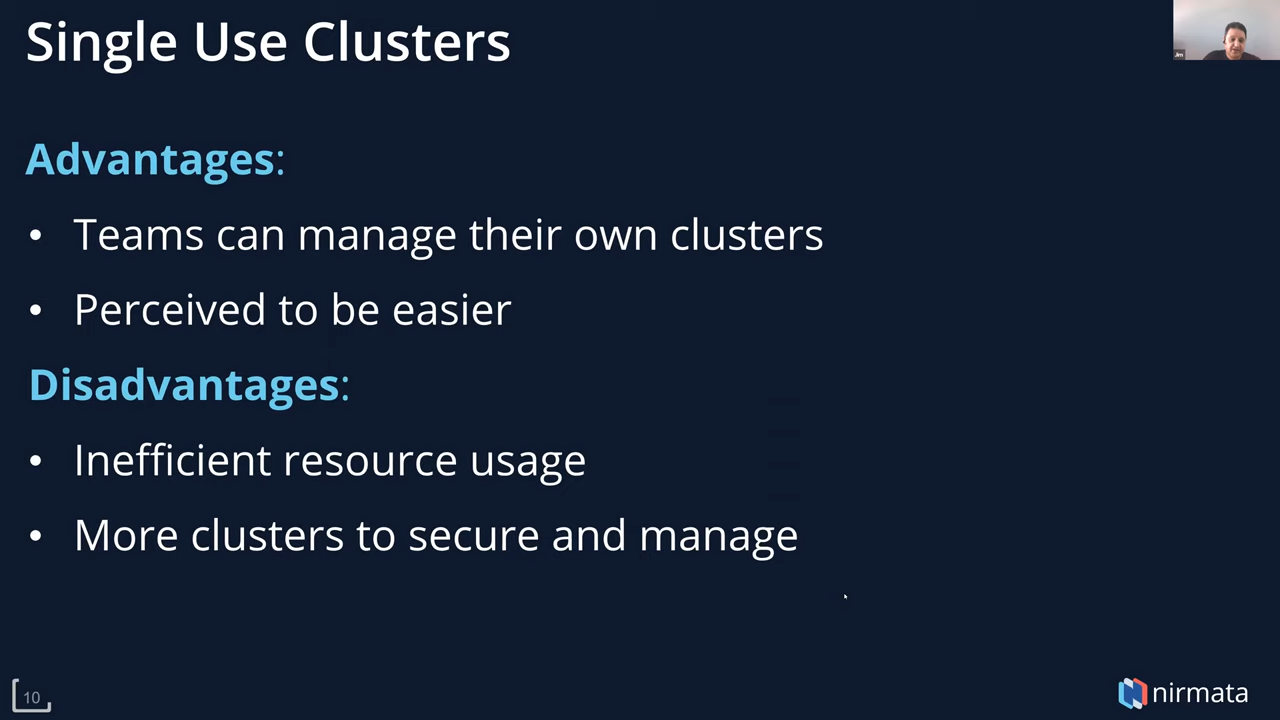 Single Use Clusters
Advantages:
• Teams can manage their own clusters
• Perceived to be easier
Disadvantages:
• Inefficient resource usage
• More clusters to secure and manage
10
nirmata